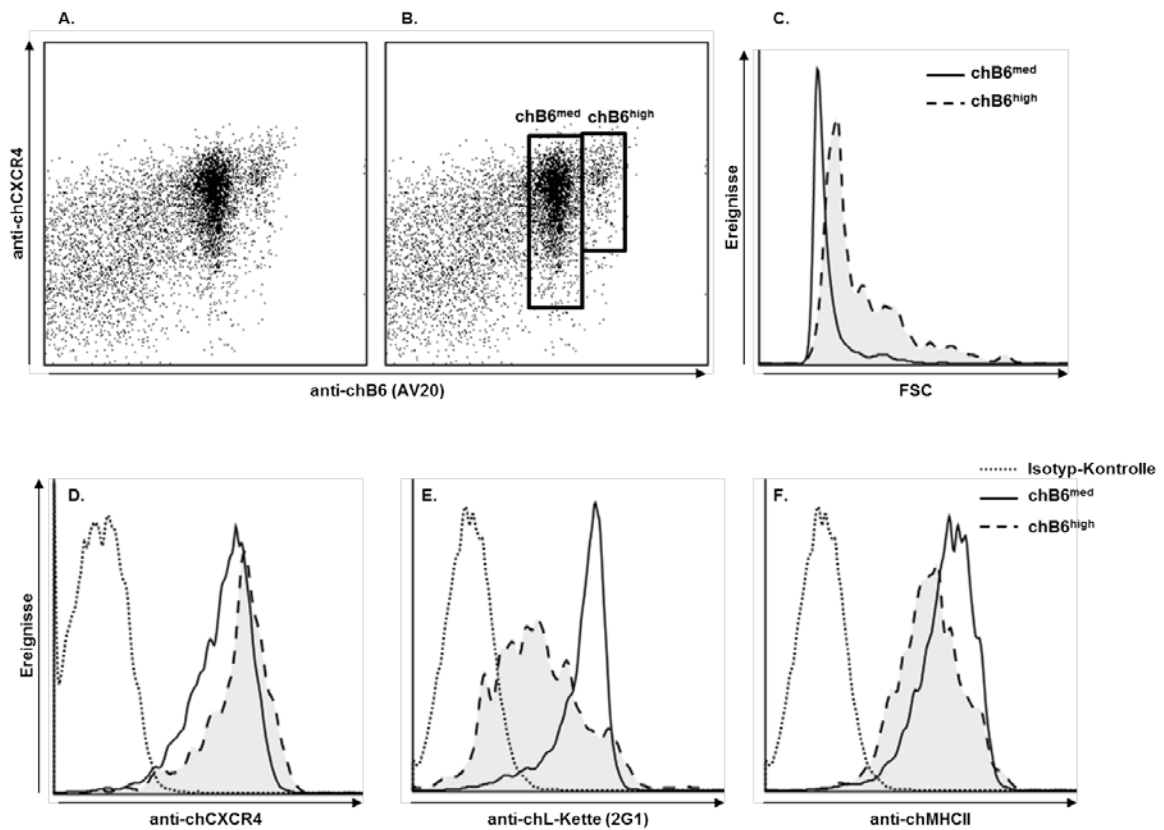 A.
B.
C.
anti-chCXCR4
chB6med
chB6high
anti-chB6 (AV20)
Ereignisse
chB6med
chB6high
FSC
Isotyp-Kontrolle
chB6med
chB6high
D.
E.
F.
Ereignisse
anti-chCXCR4
anti-chL-Kette (2G1)
anti-chMHCII